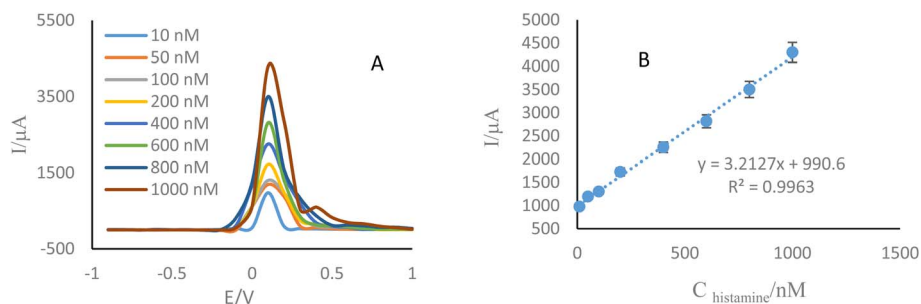 5500
3500
1500
-500
I/µA
10 nM
50 nM
100 nM
200 nM
400 nM
600 nM
800 nM
1000 nM
A
-1
-0.5
0
0.5
1
E/V
5000
4500
4000
3500
3000
2500
2000
1500
1000
500
I/µA
B
y = 3.2127x + 990.6
R² = 0.9963
0
500
1000
1500
C histamine/nM